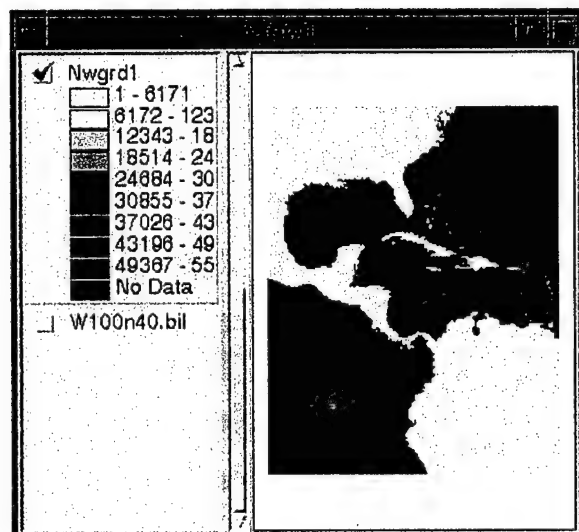 Nwgrd1
1 - 6171
6172 - 123
12343 - 18
18514 - 24
24684 - 30
30855 - 37
37026 - 43
43196 - 49
49367 - 55
No Data
W100n40.bil